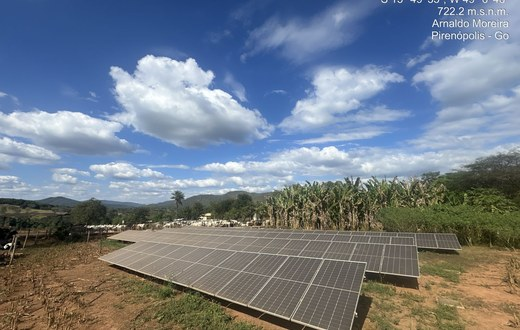 722.2 m.s.n.m
Arnaldo Moreira
Pirenópolis - Go